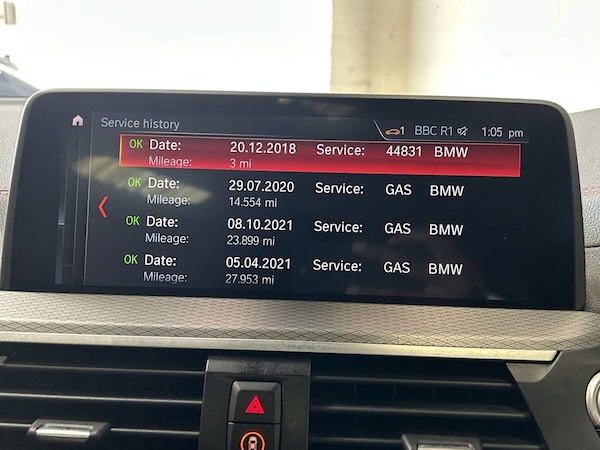 Service history
1 BBC R1 1:05 pm
OK Date: 20.12.2018 Service: 44831 BMW
Mileage: 3 mi
OK Date: 29.07.2020 Service: GAS BMW
Mileage: 14.554 mi
OK Date: 08.10.2021 Service: GAS BMW
Mileage: 23.899 mi
OK Date: 05.04.2021 Service: GAS BMW
Mileage: 27.953 mi